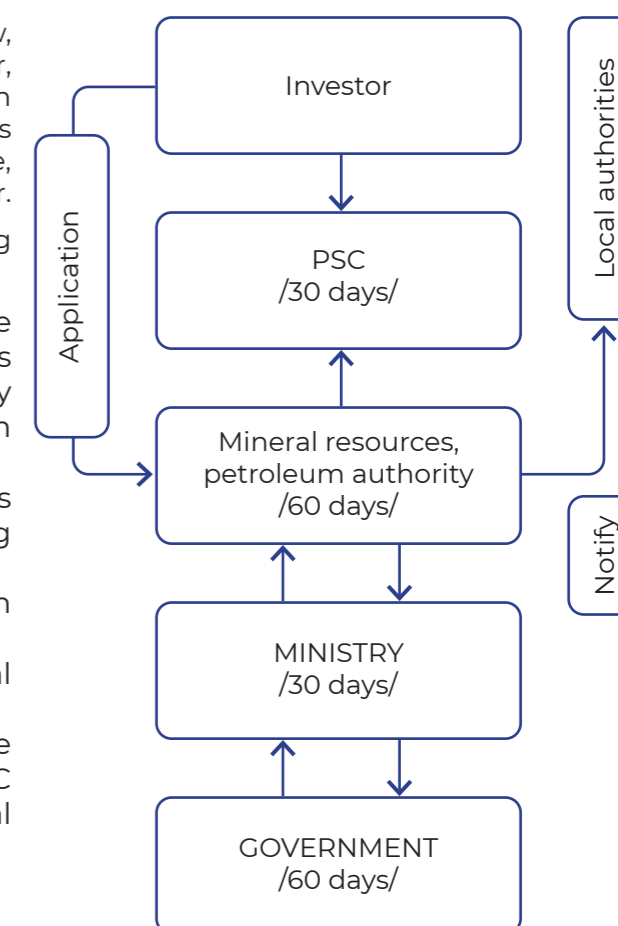 Investor
Application
PSC
/30 days/
Local authorities
Mineral resources,
petroleum authority
/60 days/
Notify
MINISTRY
/30 days/
GOVERNMENT
/60 days/